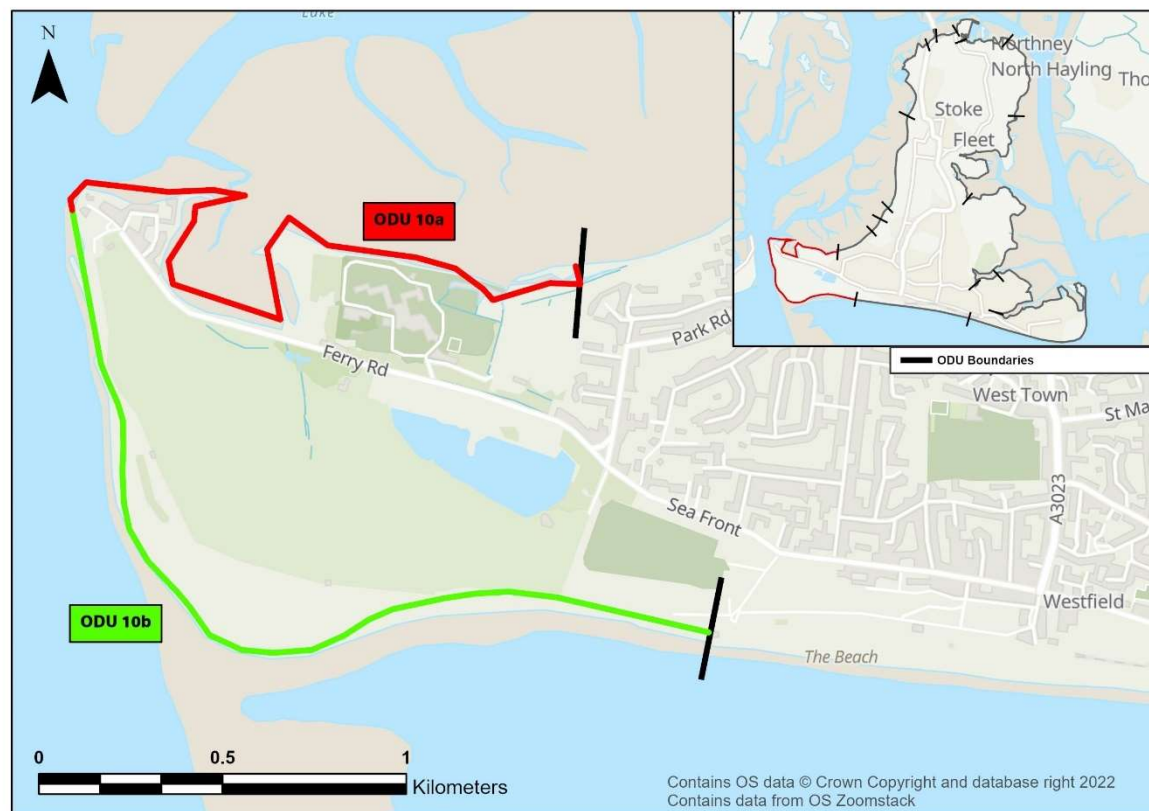 Lake
N
Northney
North Hayling
Tho
Stoke
Fleet
ODU 10a
ODU Boundaries
Park Rd
Ferry Rd
West Town
St Ma
A3023
Sea Front
Westfield
ODU 10b
The Beach
0
0.5
1
Kilometers
Contains OS data © Crown Copyright and database right 2022
Contains data from OS Zoomstack